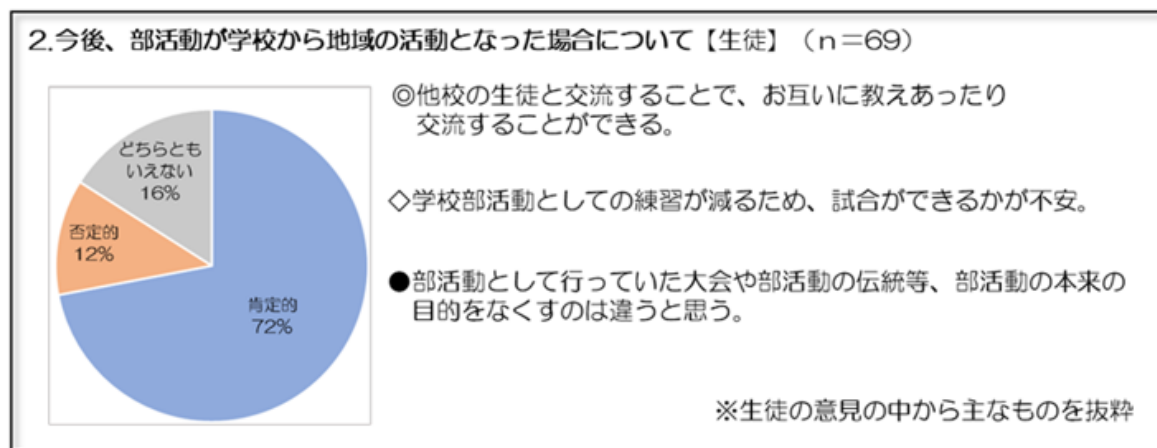 2.今後、部活動が学校から地域の活動となった場合について【生徒】(n=69)
◎他校の生徒と交流することで、お互いに教えあったり
交流することができる。
どちらとも
いえない
16%
◇学校部活動としての練習が減るため、試合ができるかが不安。
否定的
12%
●部活動として行っていた大会や部活動の伝統等、部活動の本来の
目的をなくすのは違うと思う。
肯定的
72%
※生徒の意見の中から主なものを抜粋